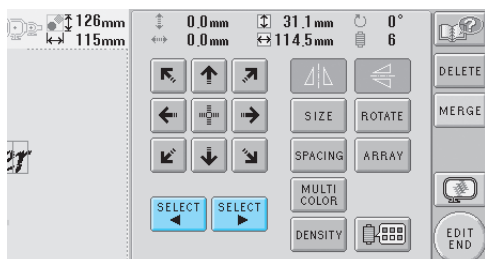 126mm 0.0mm 31.1mm 0°
115mm 0.0mm 114.5mm 6
DELETE
SIZE ROTATE MERGE
SPACING ARRAY
SELECT SELECT MULTI COLOR
DENSITY EDIT END